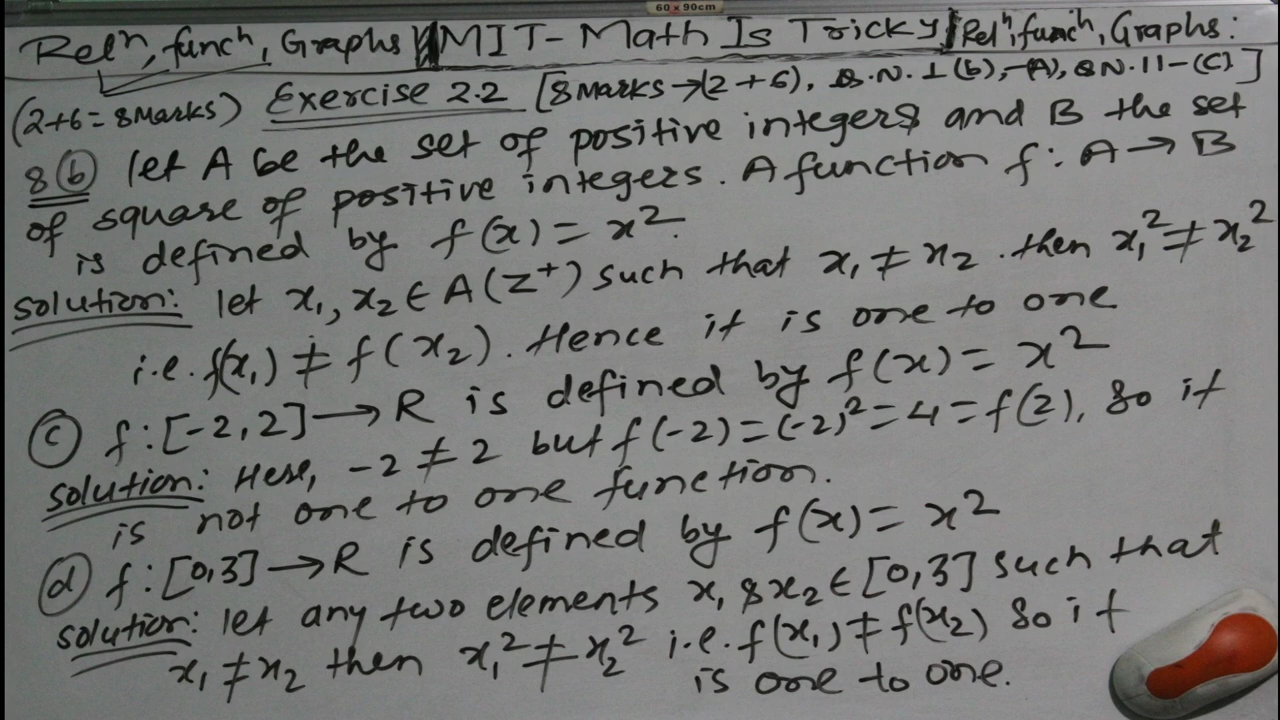 60 x 90cm
Relⁿ, funcⁿ, Graphs | MIT - Math Is Tricky | Relⁿ, funcⁿ, Graphs:
(2+6=8Marks) Exercise 2.2 [8Marks→(2+6), Q.N.1(b),-(A), QN.11-(C)]
8 (b) let A be the set of positive integers and B the set
of square of positive integers. A function f: A → B
is defined by f(x) = x².
solution: let x₁, x₂ ∈ A(Z⁺) such that x₁ ≠ x₂. then x₁² ≠ x₂²
i.e. f(x₁) ≠ f(x₂). Hence it is one to one
(c) f:[-2,2] → R is defined by f(x) = x²
solution: Here, -2 ≠ 2 but f(-2) = (-2)² = 4 = f(2), so it
is not one to one function.
(d) f:[0,3] → R is defined by f(x) = x²
solution: let any two elements x₁ & x₂ ∈ [0,3] such that
x₁ ≠ x₂ then x₁² ≠ x₂² i.e. f(x₁) ≠ f(x₂) so it
is one to one.